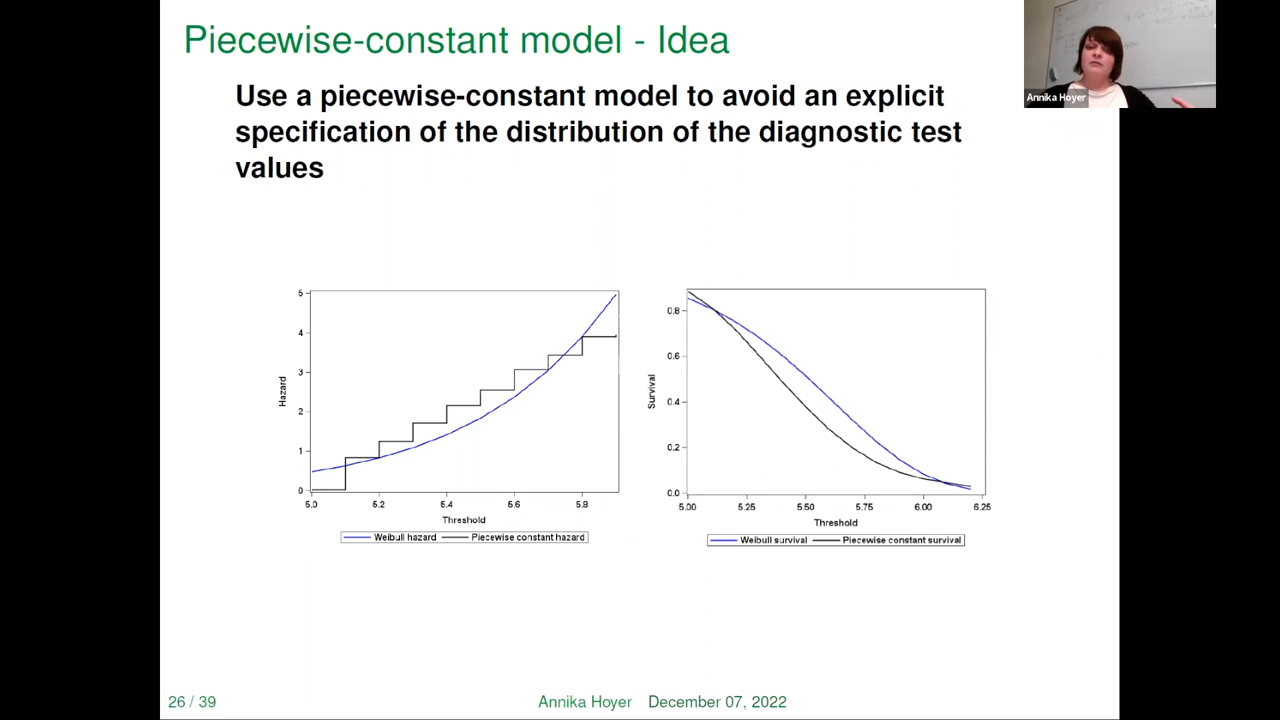 Piecewise-constant model - Idea
Annika Hoyer
Use a piecewise-constant model to avoid an explicit
specification of the distribution of the diagnostic test
values
5
4
3
2
1
0
Hazard
5.0 5.2 5.4 5.6 5.8
Threshold
Weibull hazard Piecewise constant hazard
0.8
0.6
0.4
0.2
0.0
Survival
5.00 5.25 5.50 5.75 6.00 6.25
Threshold
Weibull survival Piecewise constant survival
26 / 39 Annika Hoyer December 07, 2022